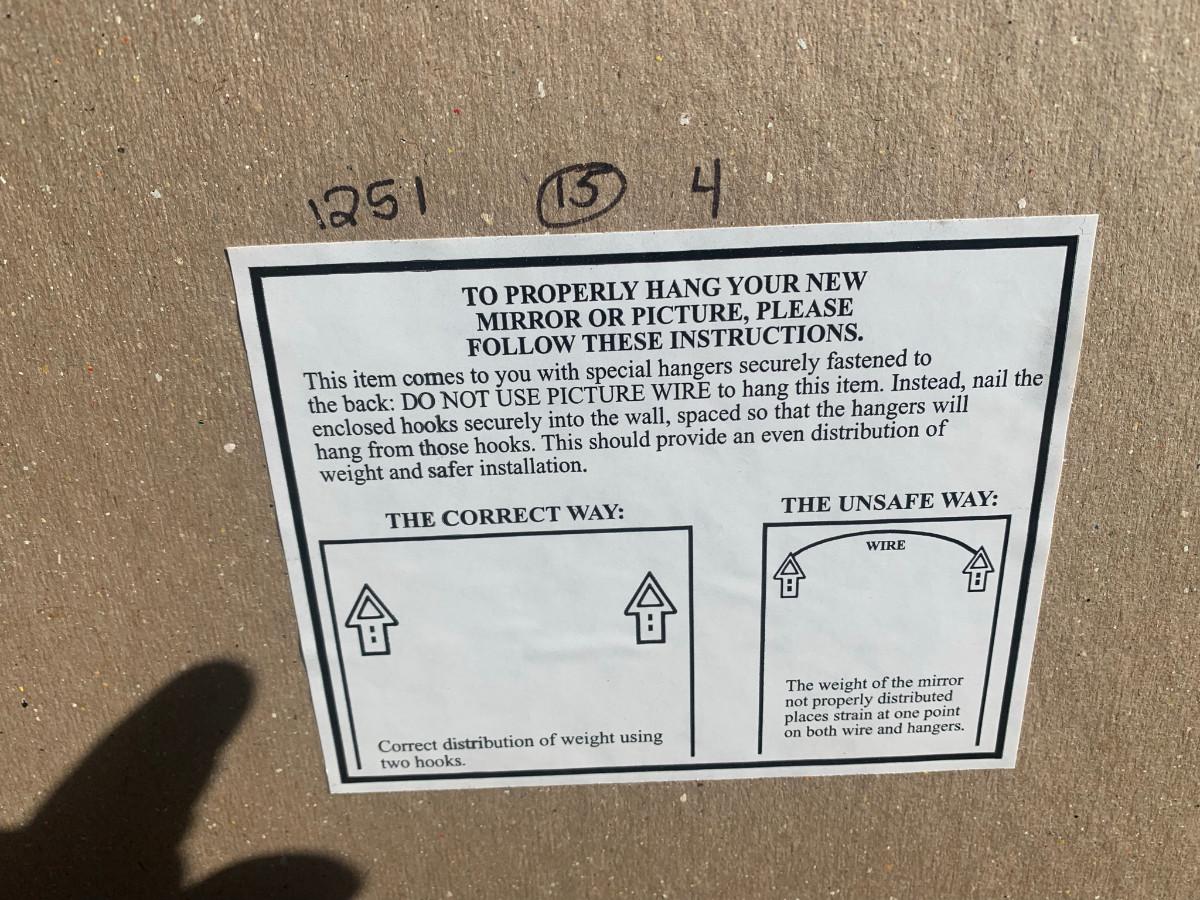 1251 15 4
TO PROPERLY HANG YOUR NEW
MIRROR OR PICTURE, PLEASE
FOLLOW THESE INSTRUCTIONS.
This item comes to you with special hangers securely fastened to
the back: DO NOT USE PICTURE WIRE to hang this item. Instead, nail the
enclosed hooks securely into the wall, spaced so that the hangers will
hang from those hooks. This should provide an even distribution of
weight and safer installation.
THE CORRECT WAY:
Correct distribution of weight using
two hooks.
THE UNSAFE WAY:
WIRE
The weight of the mirror
not properly distributed
places strain at one point
on both wire and hangers.